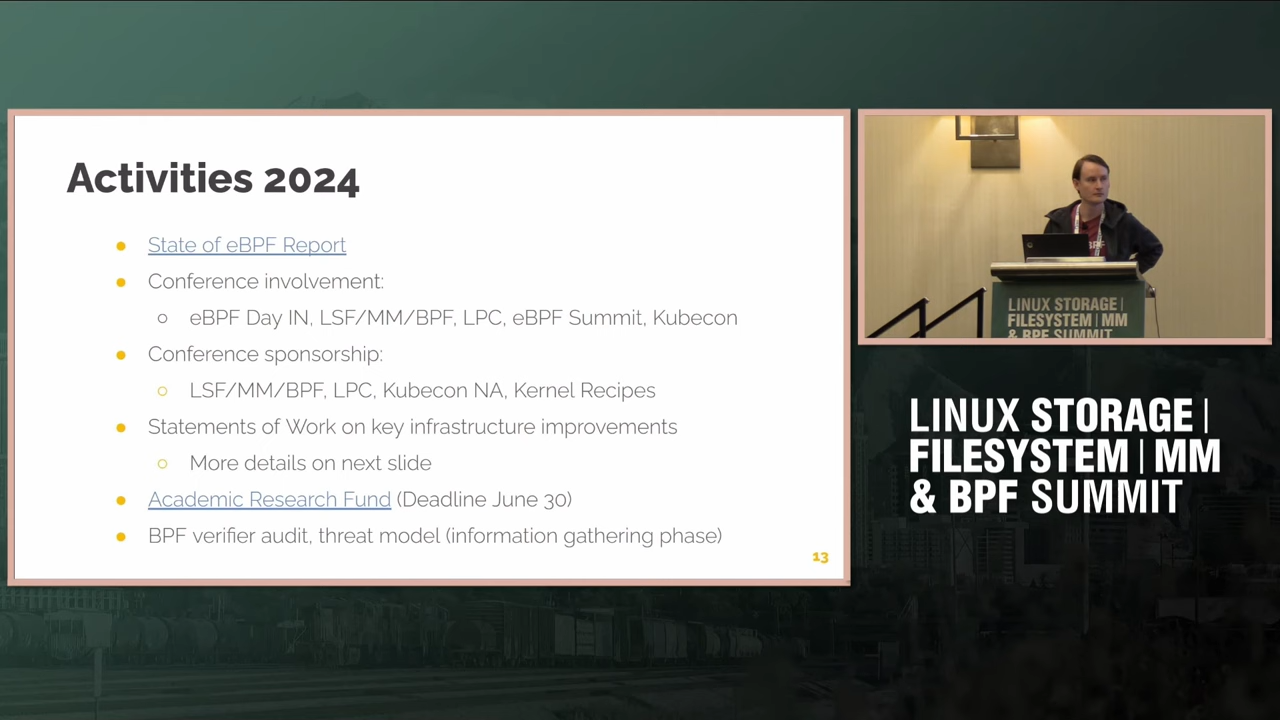 Activities 2024
● State of eBPF Report
● Conference involvement:
○ eBPF Day IN, LSF/MM/BPF, LPC, eBPF Summit, Kubecon
● Conference sponsorship:
○ LSF/MM/BPF, LPC, Kubecon NA, Kernel Recipes
● Statements of Work on key infrastructure improvements
○ More details on next slide
● Academic Research Fund (Deadline June 30)
● BPF verifier audit, threat model (information gathering phase)
13
LINUX STORAGE |
FILESYSTEM | MM
& BPF SUMMIT
LINUX STORAGE |
FILESYSTEM | MM
& BPF SUMMIT